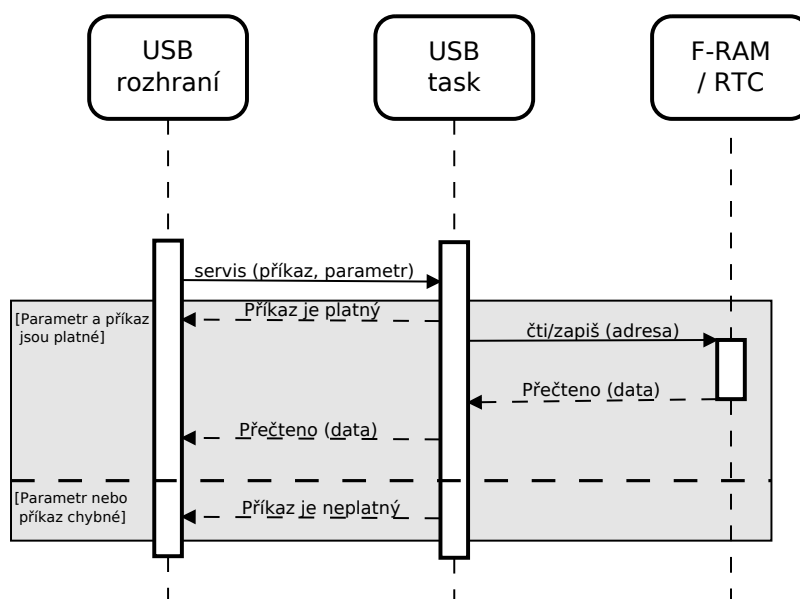 USB
rozhraní
USB
task
F-RAM
/ RTC
servis (příkaz, parametr)
Příkaz je platný
[Parametr a příkaz
jsou platné]
čti/zapiš (adresa)
Přečteno (data)
Přečteno (data)
[Parametr nebo
příkaz chybné]
Příkaz je neplatný